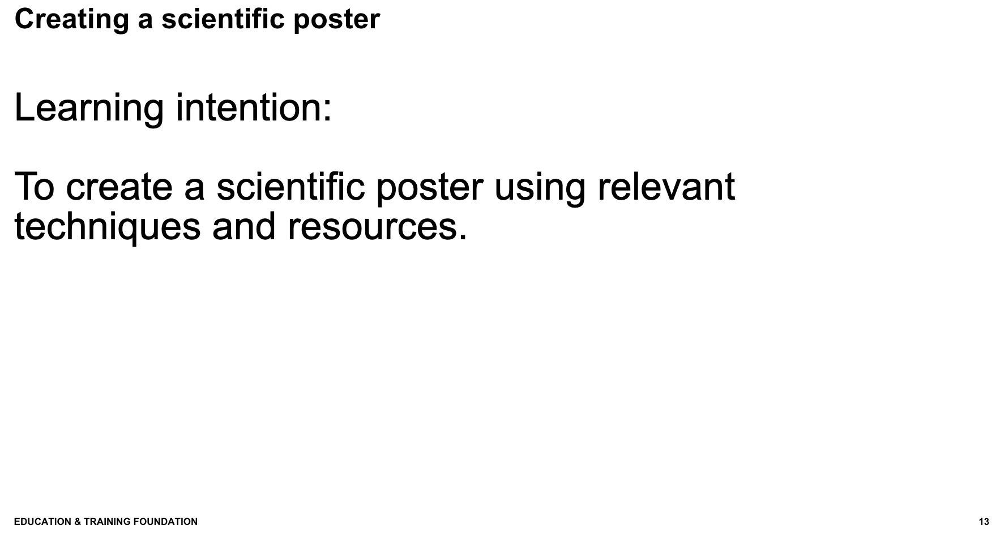 Creating a scientific poster
Learning intention:
To create a scientific poster using relevant
techniques and resources.
EDUCATION & TRAINING FOUNDATION
13